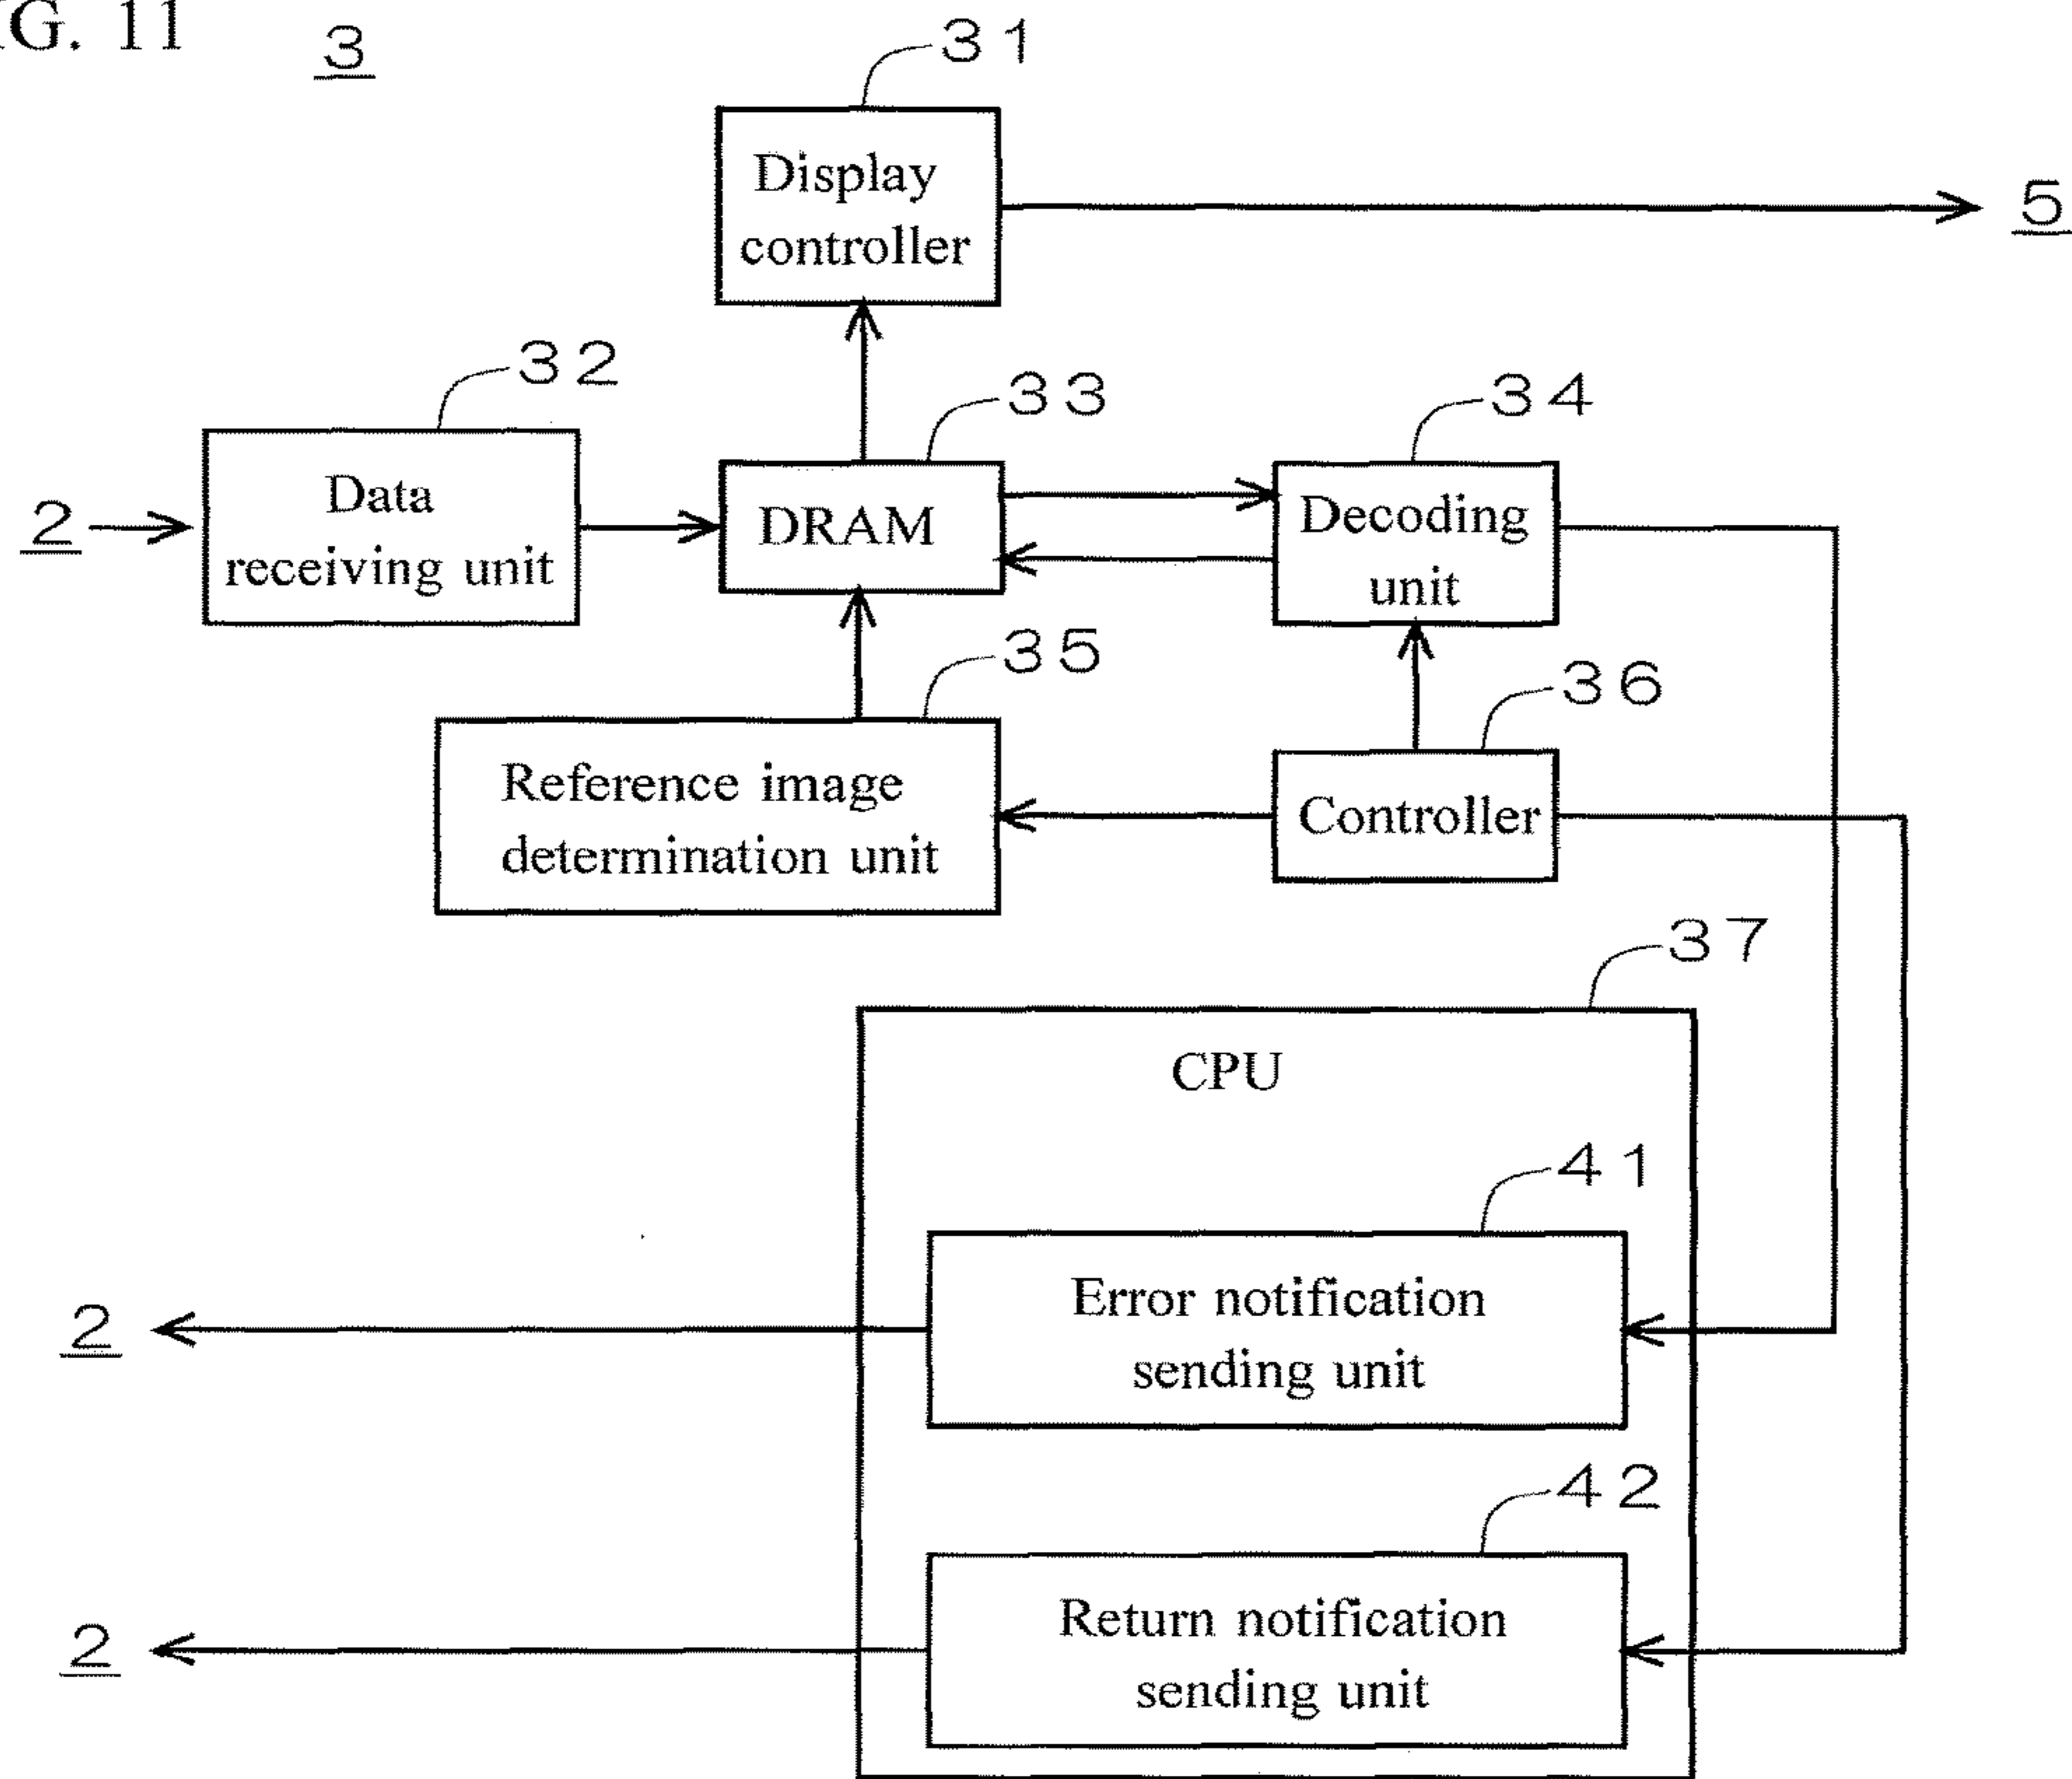 G. 11
3
31
Display
controller
5
32
33
34
2
Data
receiving unit
DRAM
Decoding
unit
35
36
Reference image
determination unit
Controller
37
CPU
41
2
Error notification
sending unit
42
2
Return notification
sending unit